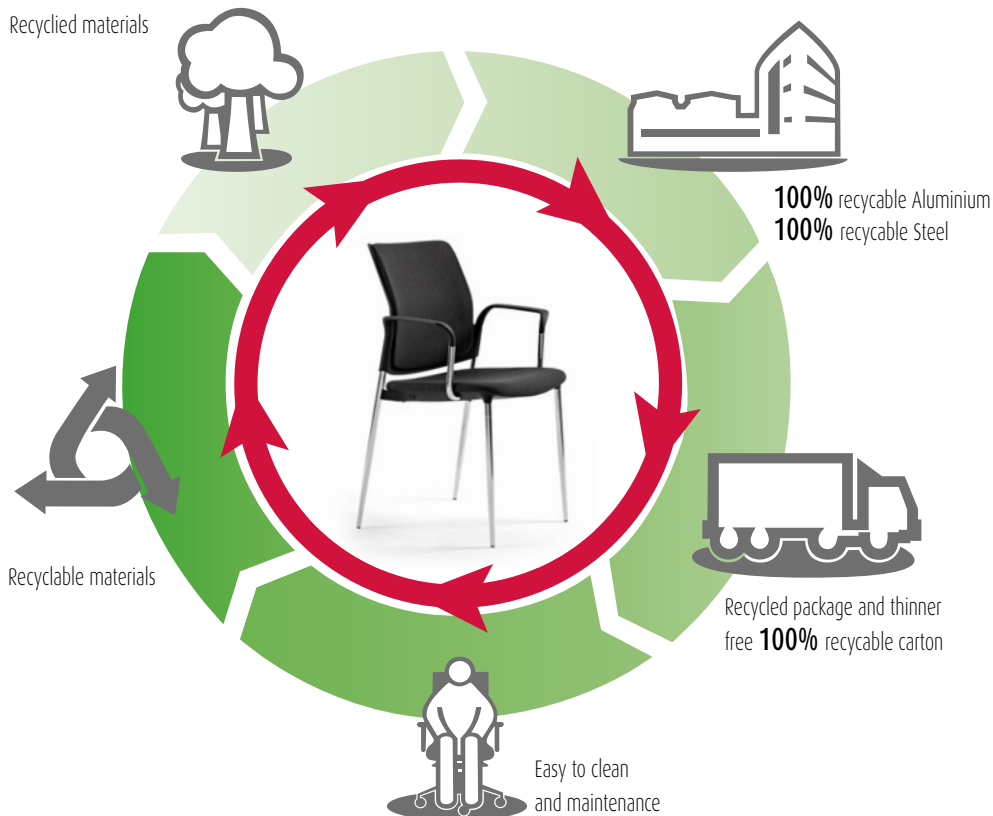 Recyclied materials
100% recycable Aluminium
100% recycable Steel
Recycled package and thinner
free 100% recycable carton
Easy to clean
and maintenance
Recyclable materials